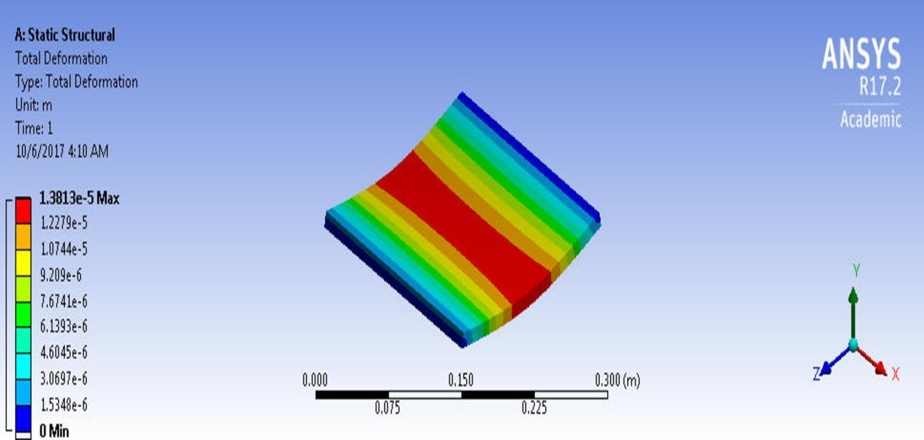 A: Static Structural
Total Deformation
Type: Total Deformation
Unit: m
Time: 1
10/6/2017 4:10 AM
ANSYS
R17.2
Academic
1.3813e-5 Max
1.2279e-5
1.0744e-5
9.209e-6
7.6741e-6
6.1393e-6
4.6045e-6
3.0697e-6
1.5348e-6
0 Min
0.000 0.150 0.300 (m)
0.075 0.225
Y
Z X